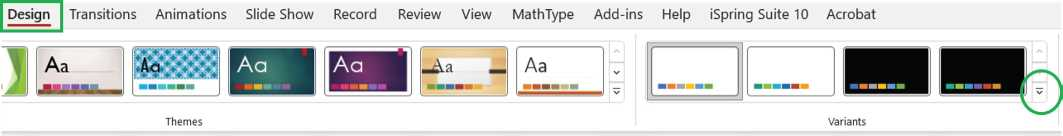 Design Transitions Animations Slide Show Record Review View MathType Add-ins Help iSpring Suite 10 Acrobat
Aa Aa Aa Aa Aa Aa
Themes Variants